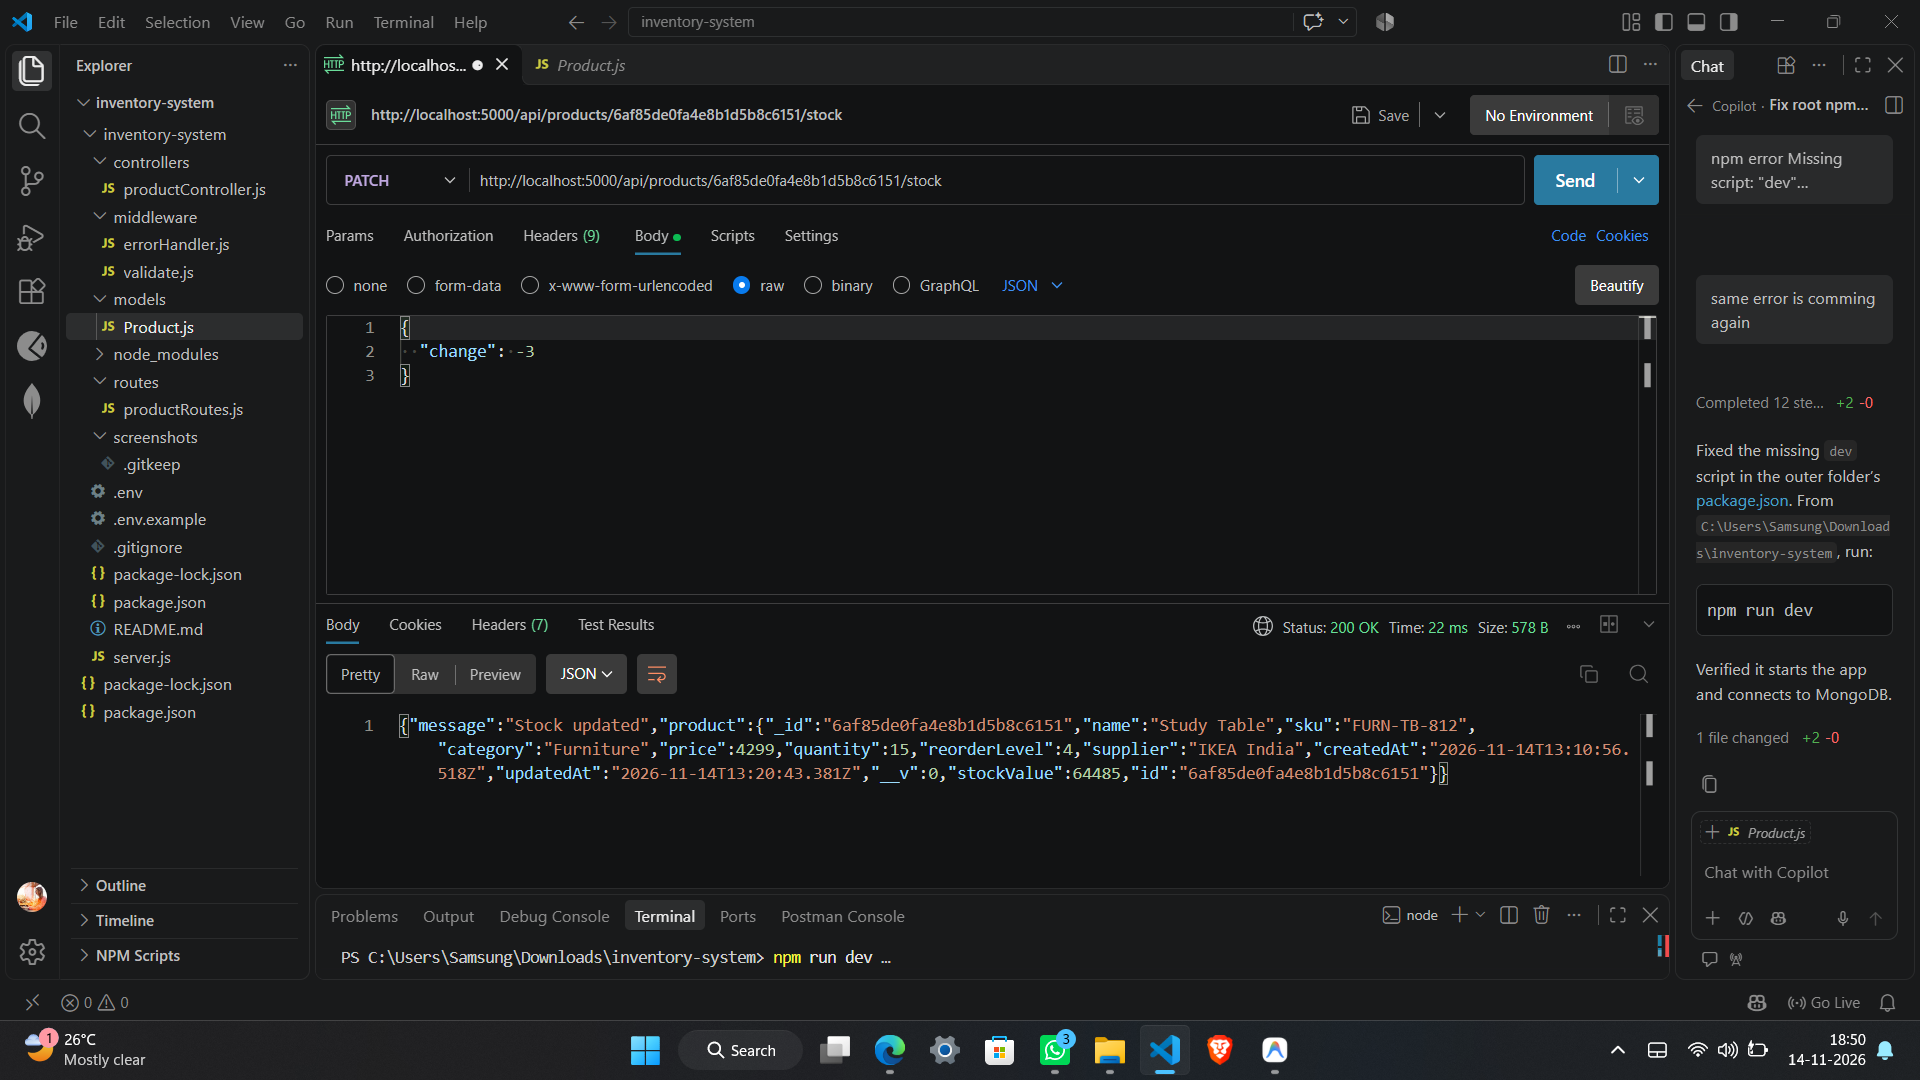 File Edit Selection View Go Run Terminal Help
inventory-system
Explorer
inventory-system
inventory-system
controllers
JS productController.js
middleware
JS errorHandler.js
JS validate.js
models
JS Product.js
node_modules
routes
JS productRoutes.js
screenshots
.gitkeep
.env
.env.example
.gitignore
{} package-lock.json
{} package.json
README.md
JS server.js
{} package-lock.json
{} package.json
Outline
Timeline
NPM Scripts
HTTP http://localhos... JS Product.js
HTTP http://localhost:5000/api/products/6af85de0fa4e8b1d5b8c6151/stock Save No Environment
PATCH http://localhost:5000/api/products/6af85de0fa4e8b1d5b8c6151/stock Send
Params Authorization Headers (9) Body Scripts Settings Code Cookies
none form-data x-www-form-urlencoded raw binary GraphQL JSON Beautify
1 {
2 "change": -3
3 }
Body Cookies Headers (7) Test Results Status: 200 OK Time: 22 ms Size: 578 B
Pretty Raw Preview JSON
1 {"message":"Stock updated","product":{"_id":"6af85de0fa4e8b1d5b8c6151","name":"Study Table","sku":"FURN-TB-812",
"category":"Furniture","price":4299,"quantity":15,"reorderLevel":4,"supplier":"IKEA India","createdAt":"2026-11-14T13:10:56.
518Z","updatedAt":"2026-11-14T13:20:43.381Z","__v":0,"stockValue":64485,"id":"6af85de0fa4e8b1d5b8c6151"}}
Problems Output Debug Console Terminal Ports Postman Console node
PS C:\Users\Samsung\Downloads\inventory-system> npm run dev ...
Chat
Copilot · Fix root npm...
npm error Missing
script: "dev"...
same error is comming
again
Completed 12 ste... +2 -0
Fixed the missing dev
script in the outer folder's
package.json. From
C:\Users\Samsung\Download
s\inventory-system, run:
npm run dev
Verified it starts the app
and connects to MongoDB.
1 file changed +2 -0
JS Product.js
Chat with Copilot
0 0
Go Live
1
26°C
Mostly clear
Search
3
18:50
14-11-2026